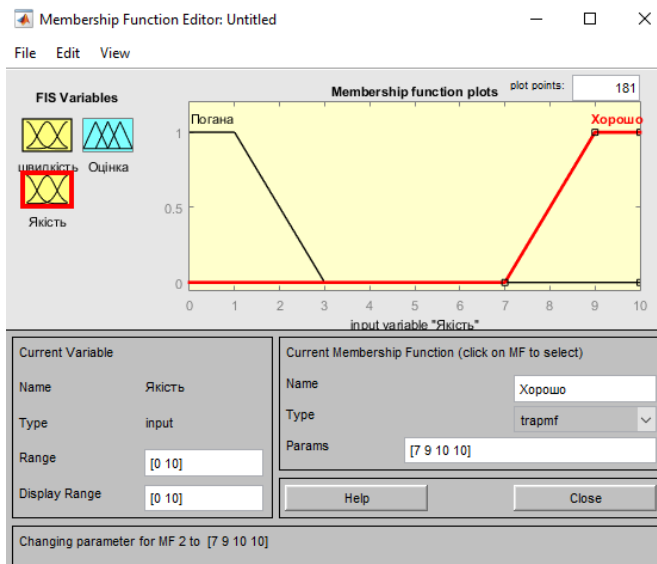 Membership Function Editor: Untitled
File Edit View
FIS Variables
швидкість Оцінка
Якість
Membership function plots plot points: 181
Погана Хорошо
1
0.5
0
0 1 2 3 4 5 6 7 8 9 10
input variable "Якість"
Current Variable
Name Якість
Type input
Range [0 10]
Display Range [0 10]
Current Membership Function (click on MF to select)
Name Хорошо
Type trapmf
Params [7 9 10 10]
Help Close
Changing parameter for MF 2 to [7 9 10 10]